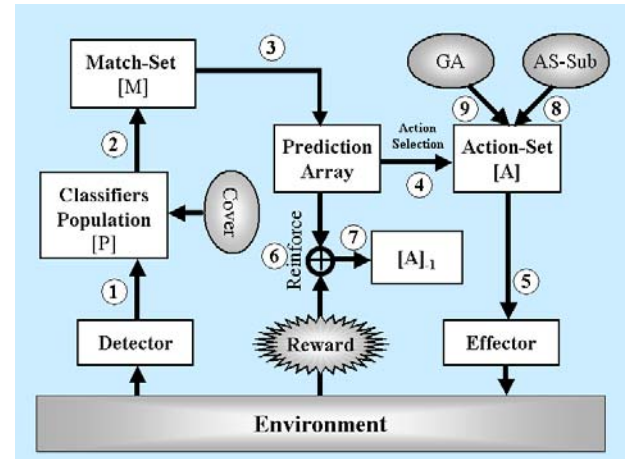 Match-Set
[M]
3
GA
AS-Sub
9
8
2
Prediction
Array
Action
Selection
4
Action-Set
[A]
Classifiers
Population
[P]
Cover
Reinforce
6
7
[A]-1
1
5
Detector
Reward
Effector
Environment